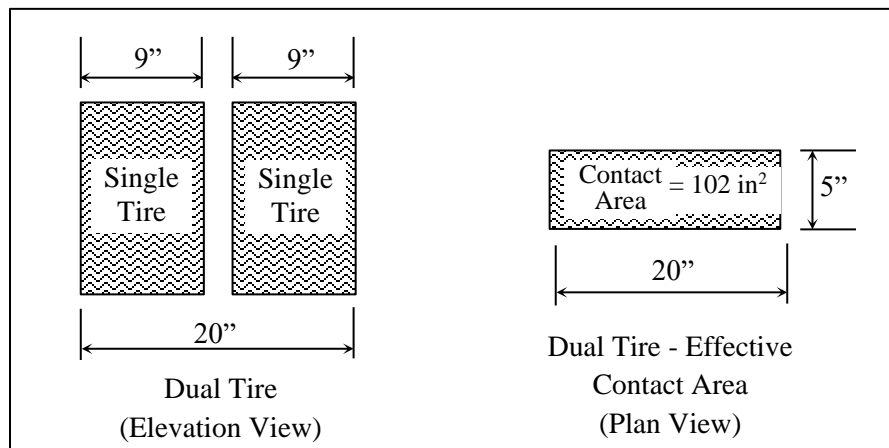 9” 9”
Single Single
Tire Tire
20”
Dual Tire
(Elevation View)
Contact
Area = 102 in²
5”
20”
Dual Tire - Effective
Contact Area
(Plan View)